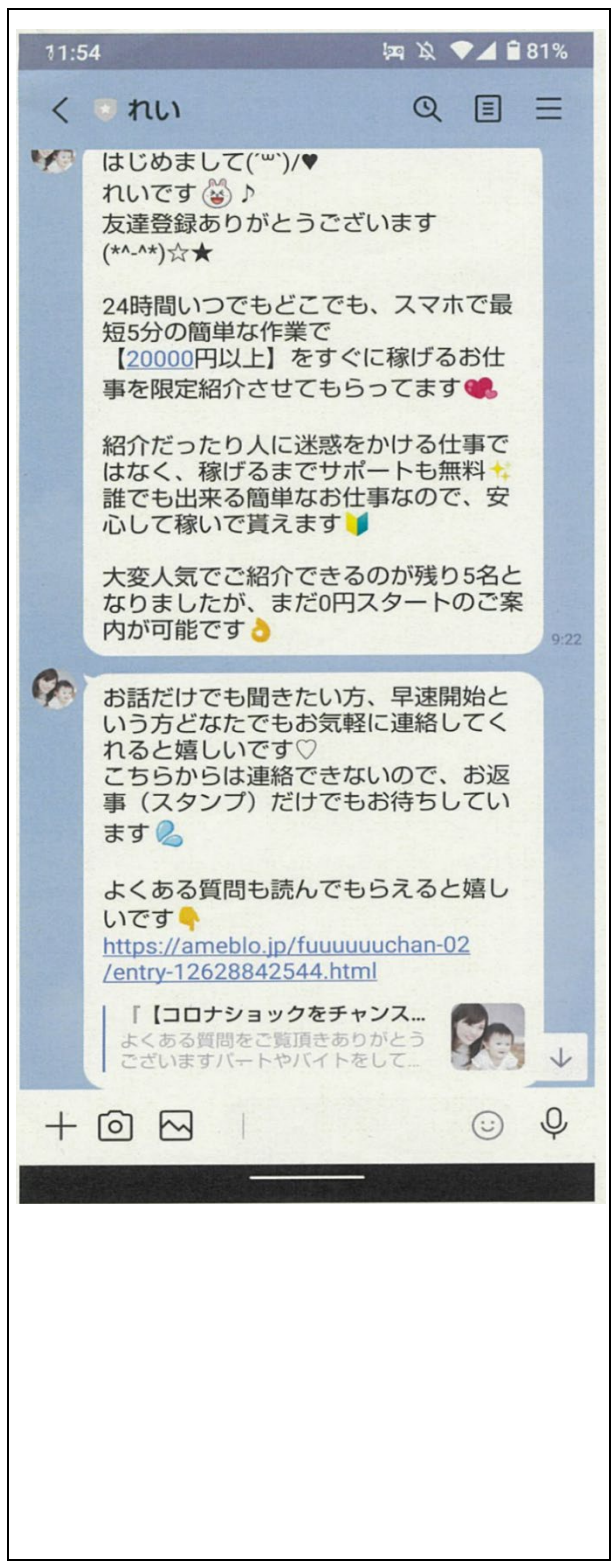 11:54
81%
れい
はじめまして(´ω`)/♥
れいです🐰♪
友達登録ありがとうございます
(*^-^*)☆★
24時間いつでもどこでも、スマホで最
短5分の簡単な作業で
【20000円以上】をすぐに稼げるお仕
事を限定紹介させてもらってます💕
紹介だったり人に迷惑をかける仕事で
はなく、稼げるまでサポートも無料✨
誰でも出来る簡単なお仕事なので、安
心して稼いで貰えます🔰
大変人気でご紹介できるのが残り5名と
なりましたが、まだ0円スタートのご案
内が可能です👌
9:22
お話だけでも聞きたい方、早速開始と
いう方どなたでもお気軽に連絡してく
れると嬉しいです♡
こちらからは連絡できないので、お返
事（スタンプ）だけでもお待ちしてい
ます💦
よくある質問も読んでもらえると嬉し
いです👇
https://ameblo.jp/fuuuuuuchan-02
/entry-12628842544.html
『【コロナショックをチャンス...
よくある質問をご覧頂きありがとう
ございますパートやバイトをして...